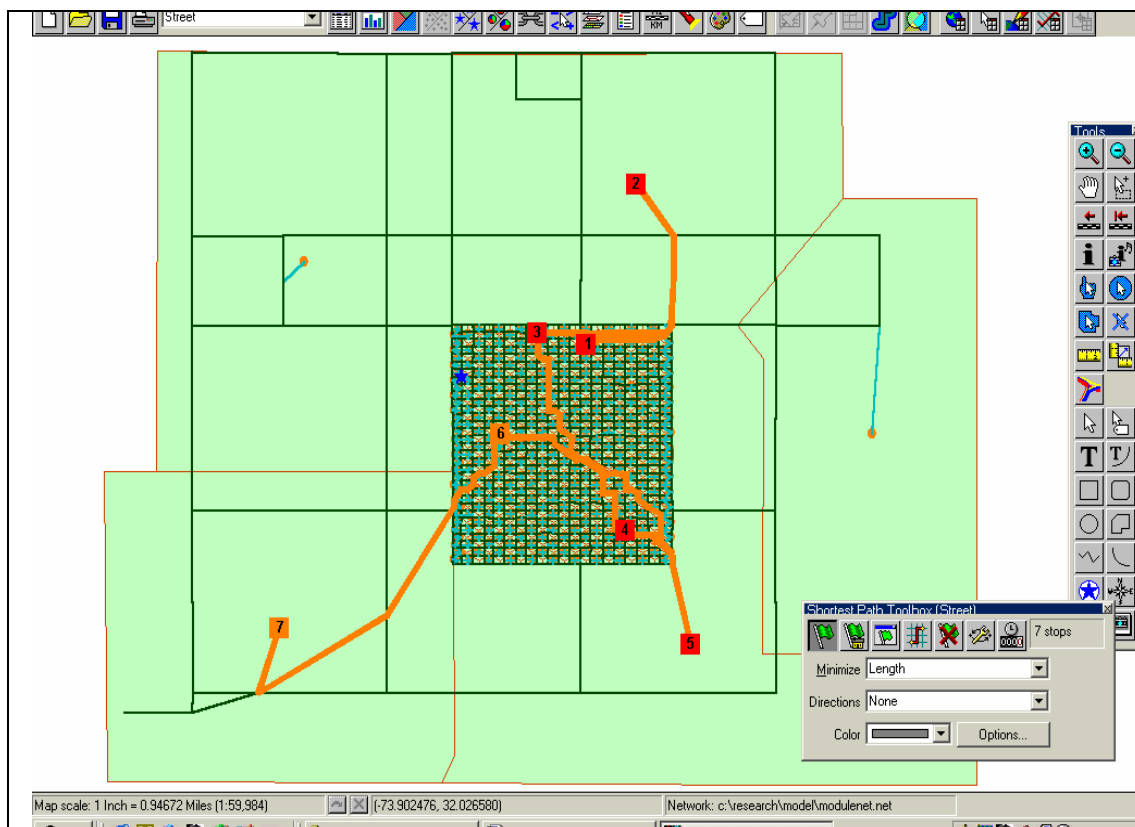 Street
KM
Tools
2
3
1
6
4
7
5
T T
Shortest Path Toolbox (Street)
7 stops
Minimize Length
Directions None
Color Options...
Map scale: 1 Inch = 0.94672 Miles (1:59,984) (-73.902476, 32.026580) Network: c:\research\model\modulenet.net